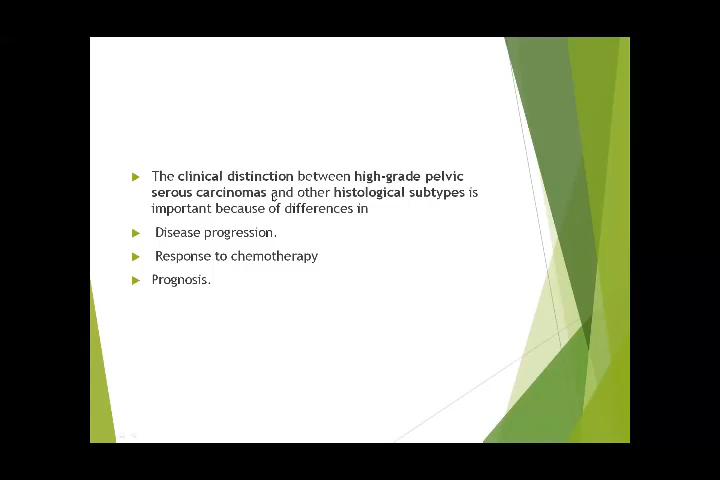 The clinical distinction between high-grade pelvic
serous carcinomas and other histological subtypes is
important because of differences in
Disease progression.
Response to chemotherapy
Prognosis.